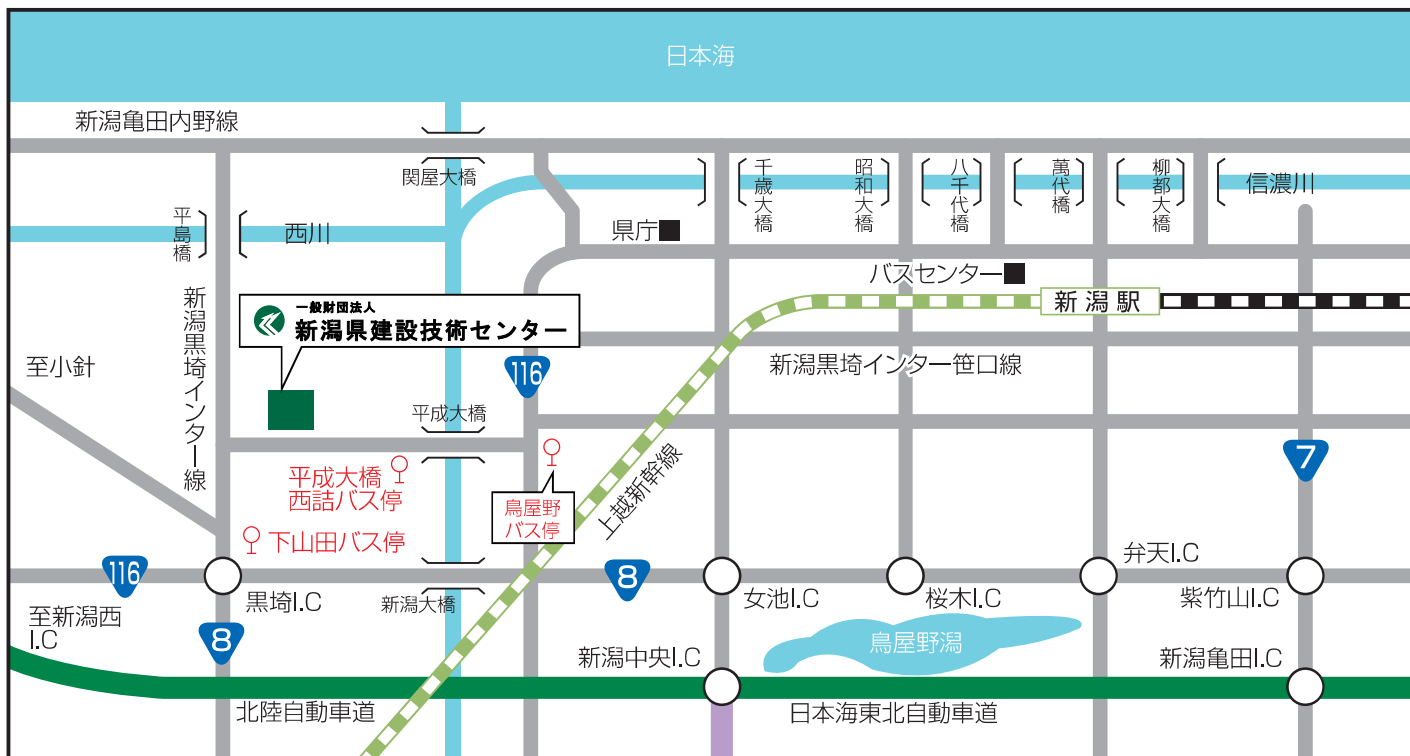 日本海
新潟亀田内野線
関屋大橋
千歳大橋
昭和大橋
八千代橋
萬代橋
柳都大橋
信濃川
平島橋
西川
県庁
バスセンター
新潟駅
新潟黒埼インター線
一般財団法人
新潟県建設技術センター
至小針
116
新潟黒埼インター笹口線
平成大橋
7
平成大橋
西詰バス停
鳥屋野
バス停
上越新幹線
下山田バス停
116
黒埼I.C
新潟大橋
8
女池I.C
桜木I.C
弁天I.C
紫竹山I.C
至新潟西
I.C
8
鳥屋野潟
新潟中央I.C
新潟亀田I.C
北陸自動車道
日本海東北自動車道